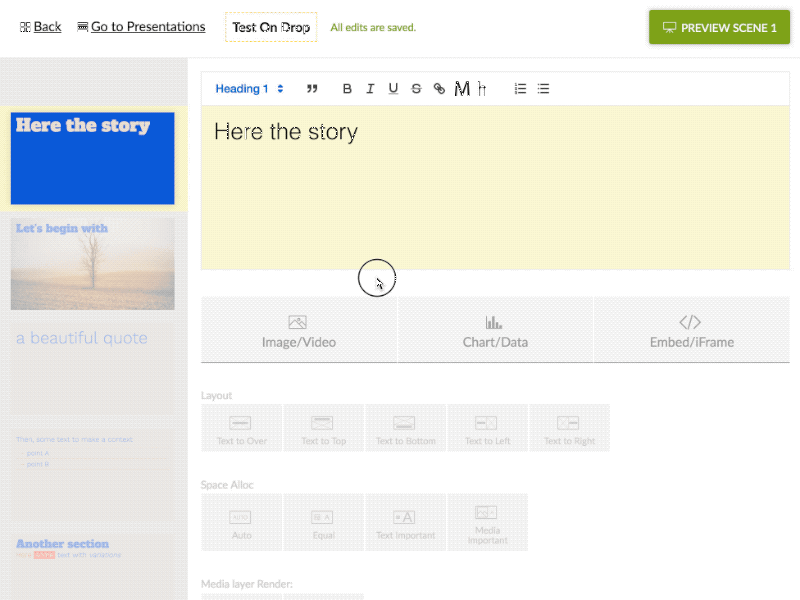 Back Go to Presentations Test On Drop All edits are saved. PREVIEW SCENE 1
Heading 1 B I U S M h
Here the story
Here the story
Let's begin with
a beautiful quote
Then, some text to make a context
- point A
- point B
Another section
text with variations
Image/Video Chart/Data Embed/iFrame
Layout
Text to Over Text to Top Text to Bottom Text to Left Text to Right
Space Alloc
Auto Equal Text Important Media Important
Media layer Render: